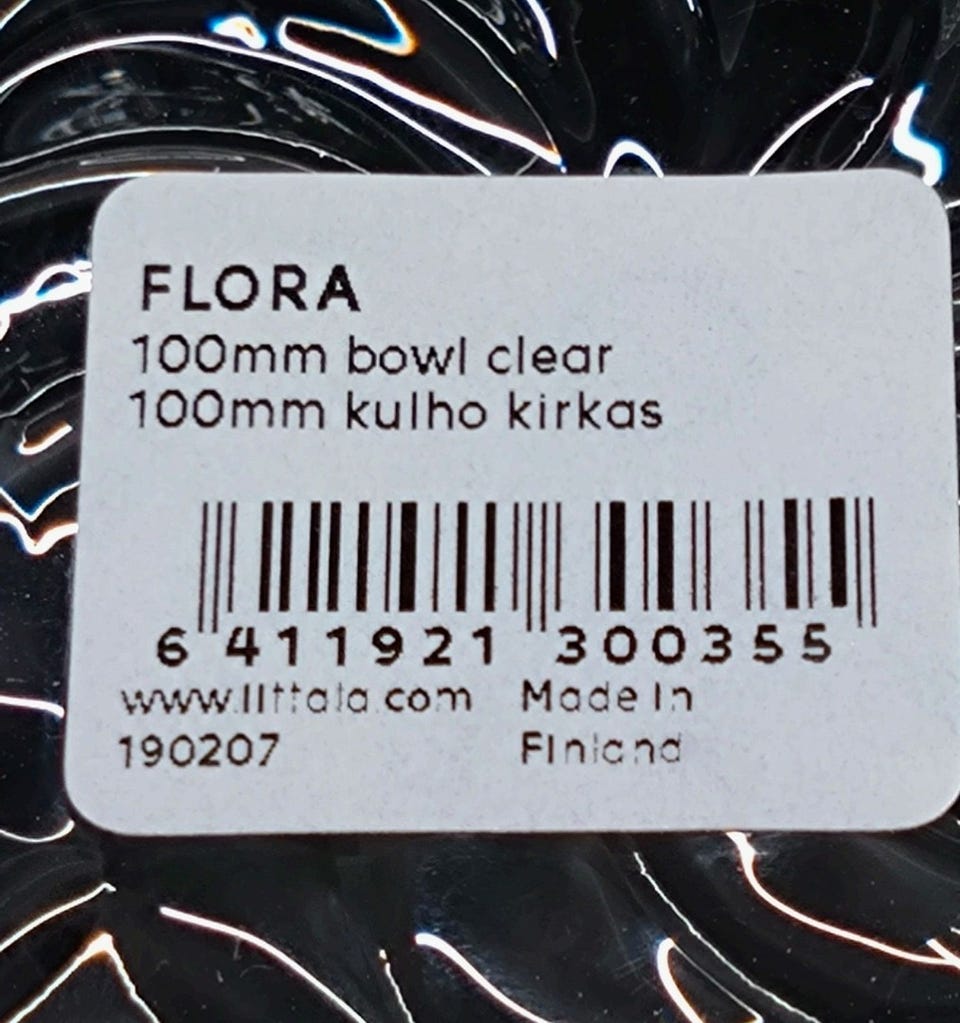 FLORA
100mm bowl clear
100mm kulho kirkas
6 411921 300355
www.iittala.com Made in
190207 Finland